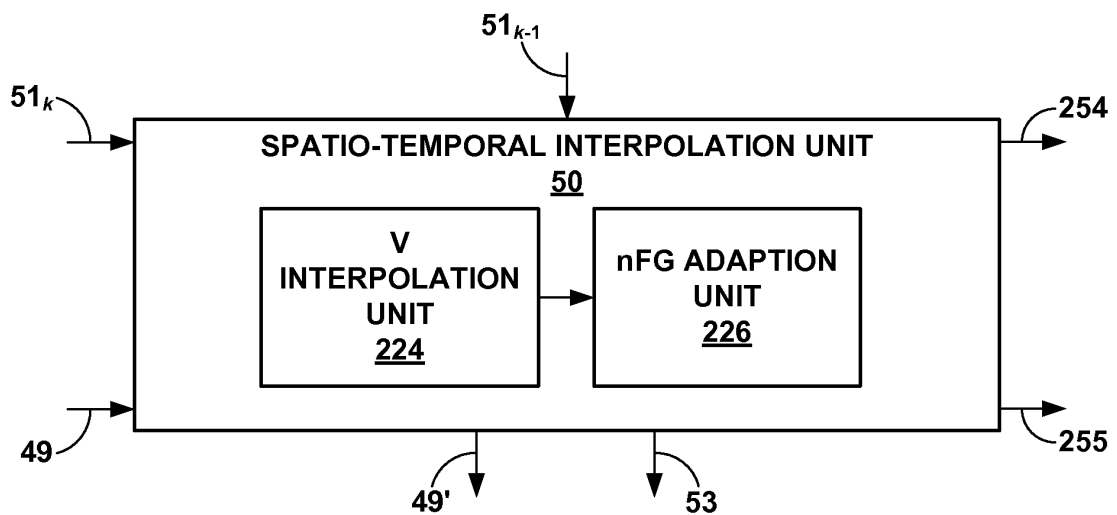 51k-1
51k
254
SPATIO-TEMPORAL INTERPOLATION UNIT
50
V
INTERPOLATION
UNIT
224
nFG ADAPTION
UNIT
226
49
255
49'
53